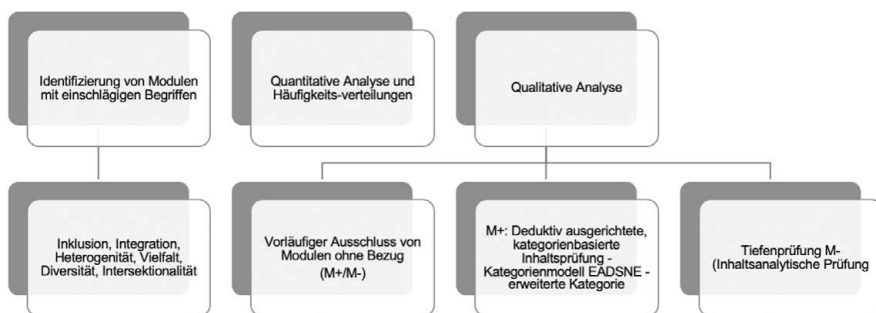 Identifizierung von Modulen
mit einschlägigen Begriffen
Quantitative Analyse und
Häufigkeits-verteilungen
Qualitative Analyse
Inklusion, Integration,
Heterogenität, Vielfalt,
Diversität, Intersektionalität
Vorläufiger Ausschluss von
Modulen ohne Bezug
(M+/M-)
M+: Deduktiv ausgerichtete,
kategorienbasierte
Inhaltsprüfung -
Kategorienmodell EADSNE -
erweiterte Kategorie
Tiefenprüfung M-
(Inhaltsanalytische Prüfung